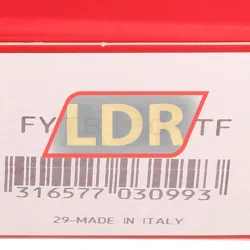 LDR
FY TF
316577 030993
29-MADE IN ITALY